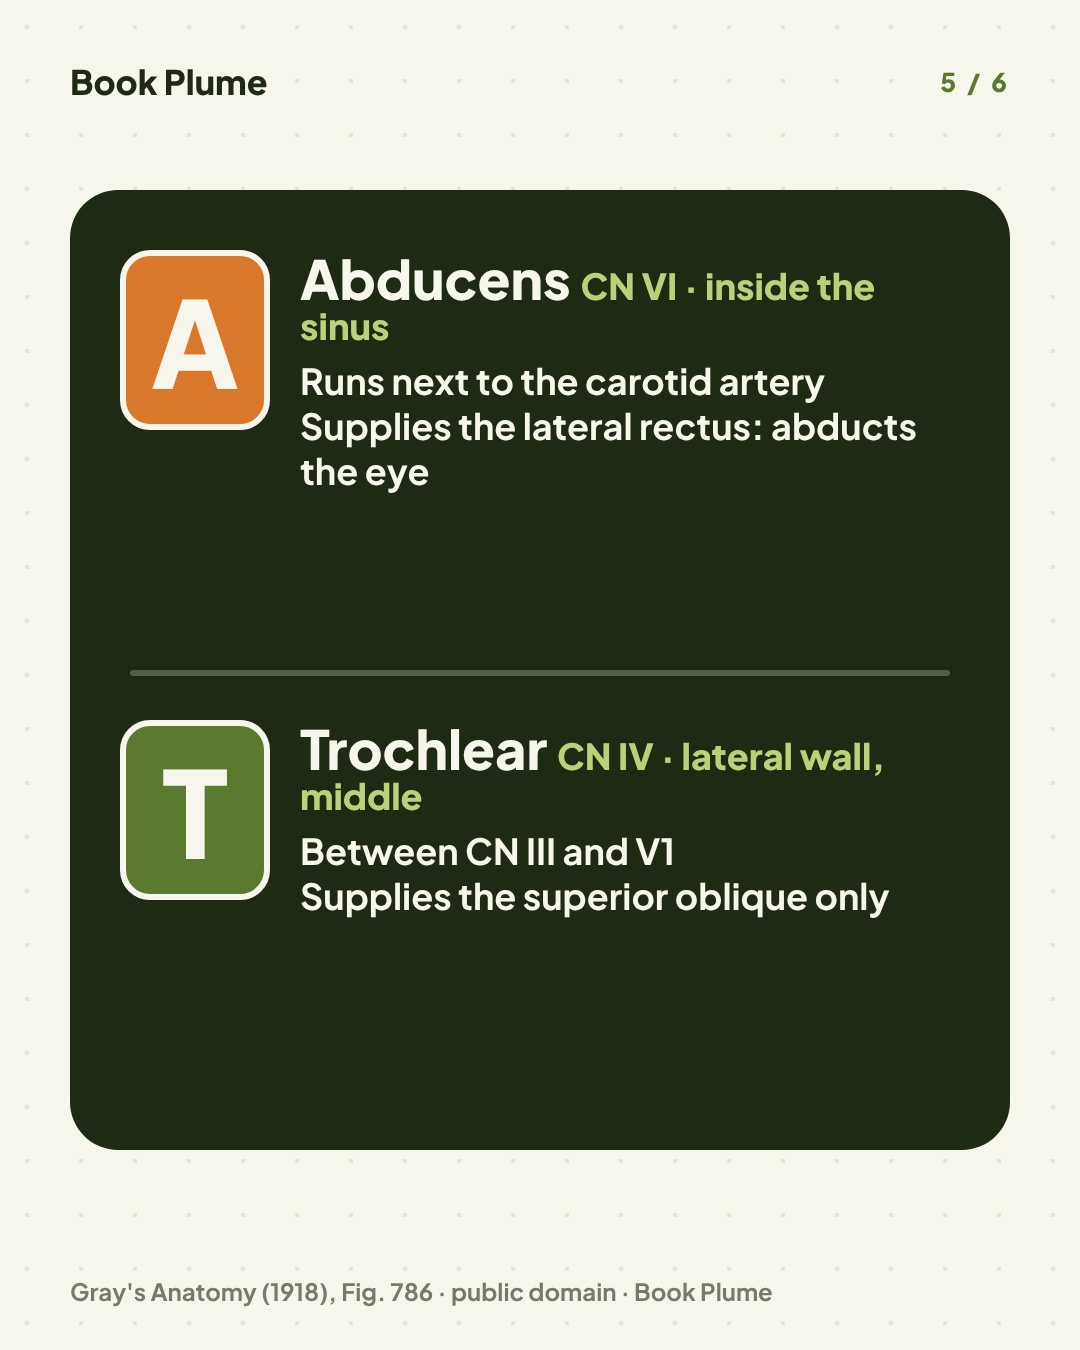 Book Plume
5 / 6
A
Abducens CN VI · inside the
sinus
Runs next to the carotid artery
Supplies the lateral rectus: abducts
the eye
T
Trochlear CN IV · lateral wall,
middle
Between CN III and V1
Supplies the superior oblique only
Gray's Anatomy (1918), Fig. 786 · public domain · Book Plume